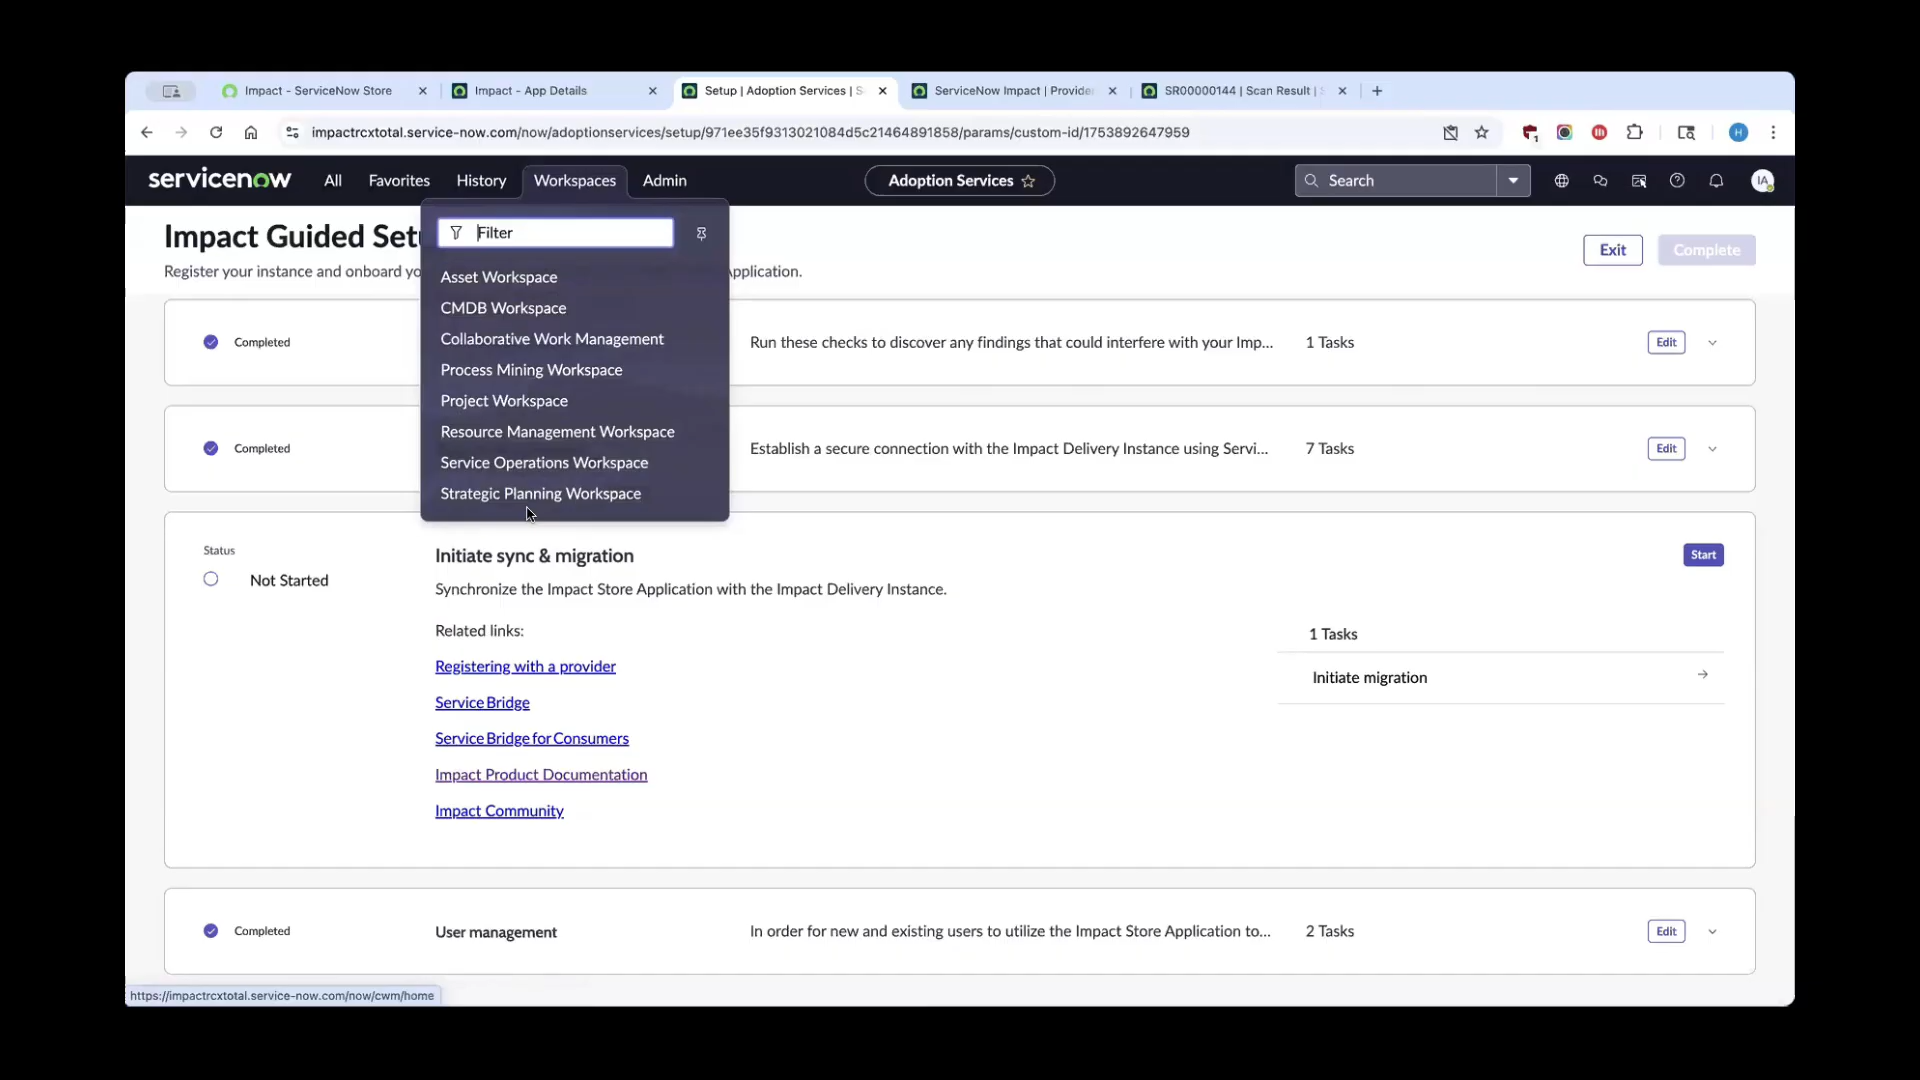 Impact - ServiceNow Store
Impact - App Details
Setup | Adoption Services | S
ServiceNow Impact | Provide
SR00000144 | Scan Result |
impactrcxtotal.service-now.com/now/adoptionservices/setup/971ee35f9313021084d5c21464891858/params/custom-id/1753892647959
H
servicenow
All
Favorites
History
Workspaces
Admin
Adoption Services
Search
IA
Impact Guided Set
Register your instance and onboard yo
pplication.
Exit
Complete
Filter
Asset Workspace
CMDB Workspace
Collaborative Work Management
Process Mining Workspace
Project Workspace
Resource Management Workspace
Service Operations Workspace
Strategic Planning Workspace
Completed
Run these checks to discover any findings that could interfere with your Imp...
1 Tasks
Edit
Completed
Establish a secure connection with the Impact Delivery Instance using Servi...
7 Tasks
Edit
Status
Not Started
Initiate sync & migration
Synchronize the Impact Store Application with the Impact Delivery Instance.
Related links:
Registering with a provider
Service Bridge
Service Bridge for Consumers
Impact Product Documentation
Impact Community
Start
1 Tasks
Initiate migration
Completed
User management
In order for new and existing users to utilize the Impact Store Application to...
2 Tasks
Edit
https://impactrcxtotal.service-now.com/now/cwm/home